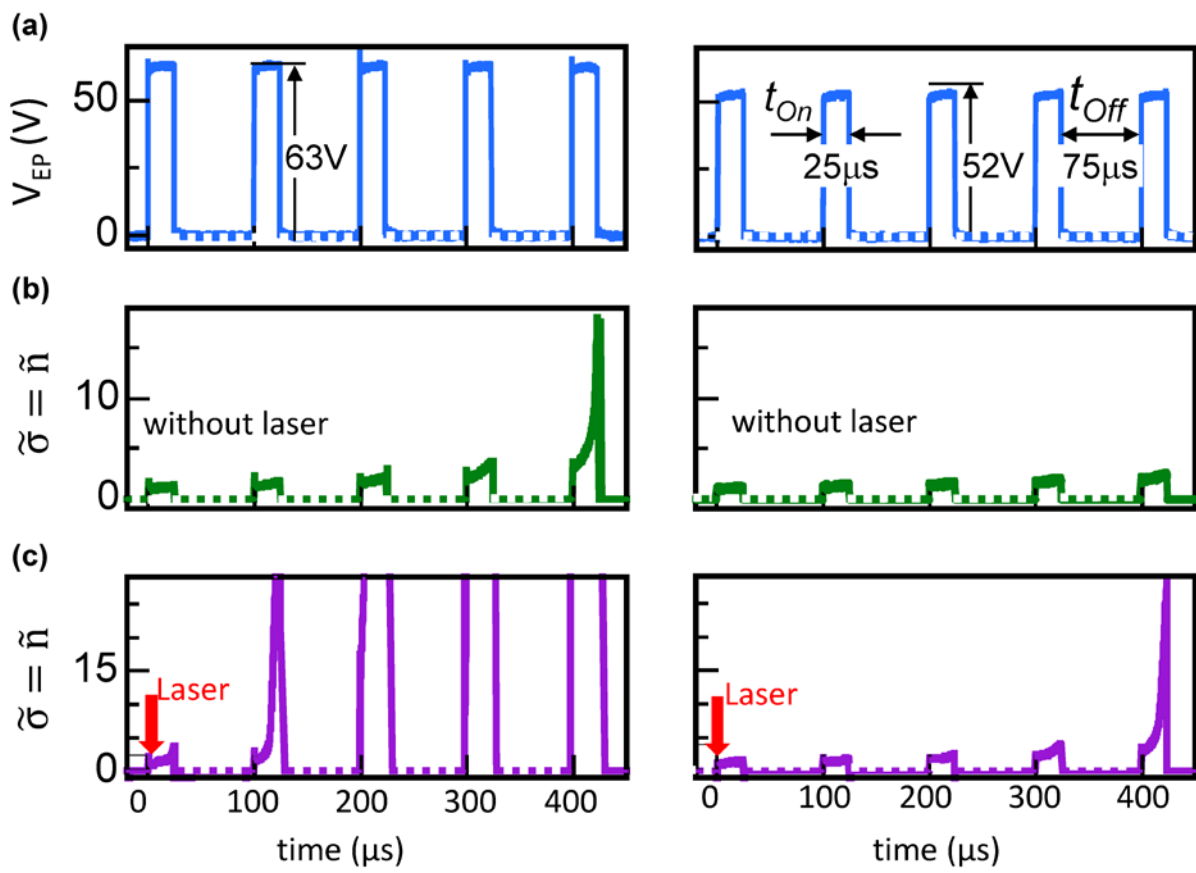 (a)
V_EP (V)
50
0
63V
t_On
25μs
52V
t_Off
75μs
(b)
σ̃ = ñ
10
0
without laser
without laser
(c)
σ̃ = ñ
15
0
Laser
Laser
0 100 200 300 400
0 100 200 300 400
time (μs)
time (μs)